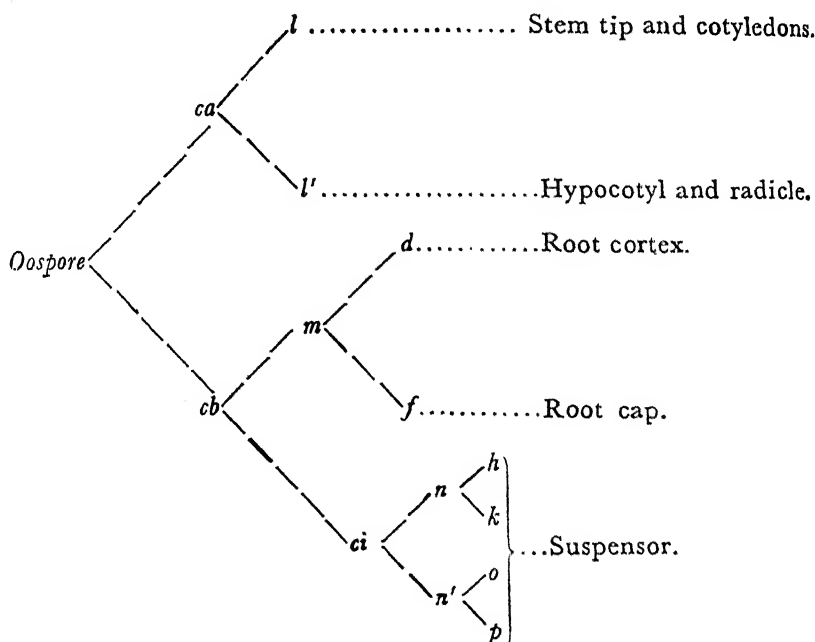 l ..................... Stem tip and cotyledons.
ca
l' ......................Hypocotyl and radicle.
d............Root cortex.
Oospore
m
cb
f............Root cap.
h
n
k
ci
...Suspensor.
o
n'
p